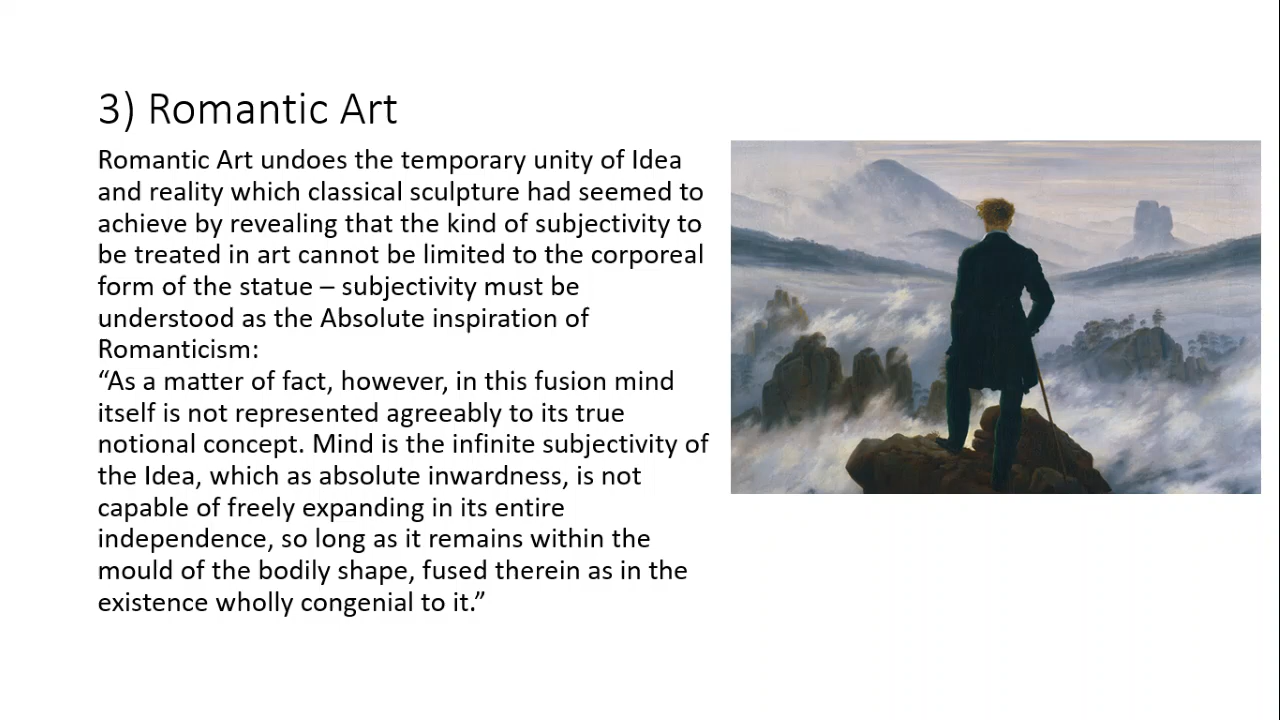 3) Romantic Art
Romantic Art undoes the temporary unity of Idea
and reality which classical sculpture had seemed to
achieve by revealing that the kind of subjectivity to
be treated in art cannot be limited to the corporeal
form of the statue – subjectivity must be
understood as the Absolute inspiration of
Romanticism:
“As a matter of fact, however, in this fusion mind
itself is not represented agreeably to its true
notional concept. Mind is the infinite subjectivity of
the Idea, which as absolute inwardness, is not
capable of freely expanding in its entire
independence, so long as it remains within the
mould of the bodily shape, fused therein as in the
existence wholly congenial to it.”